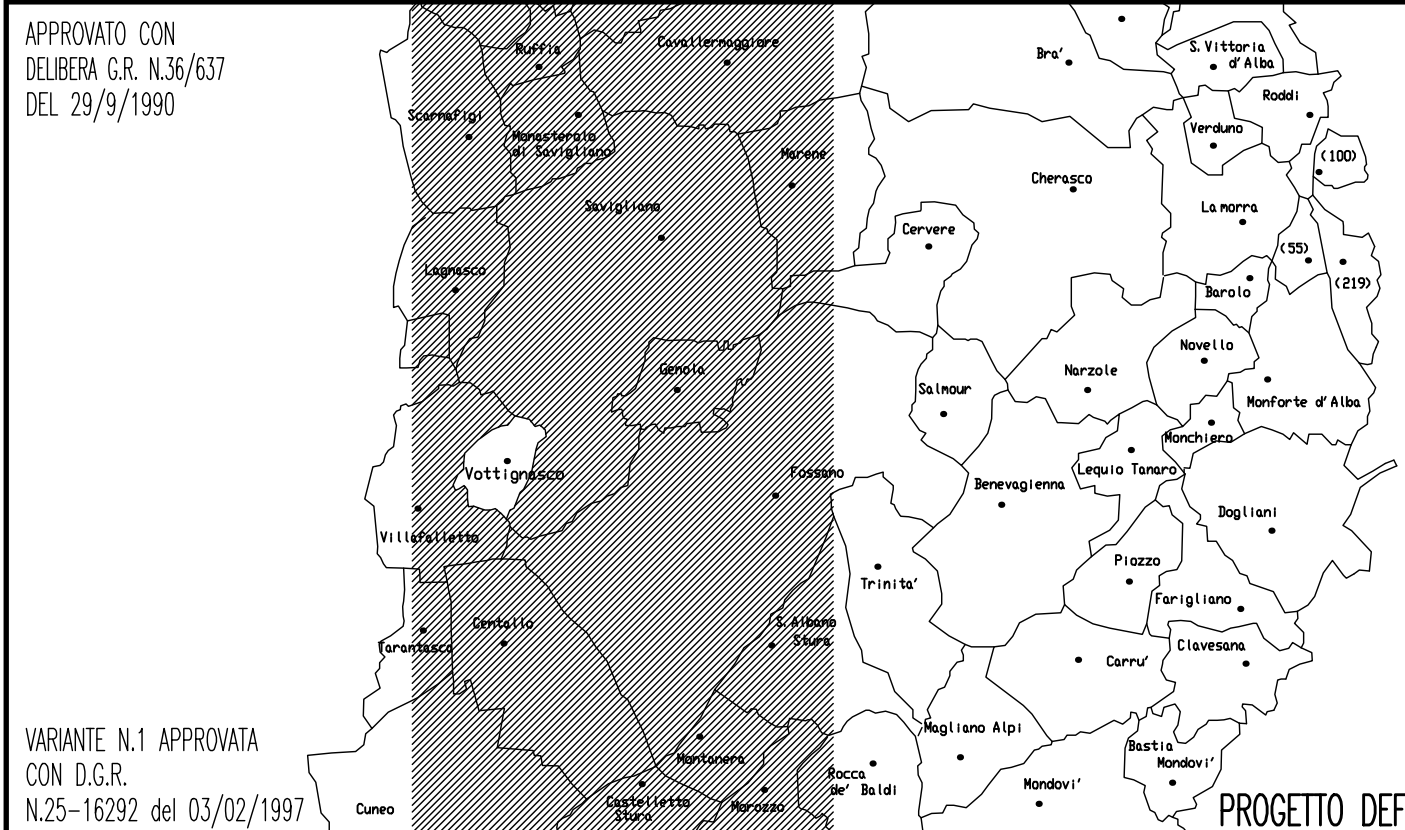 APPROVATO CON
DELIBERA G.R. N.36/637
DEL 29/9/1990
Ruffia
Cavallermaggiore
Bra'
S. Vittoria
d'Alba
Roddi
Scarnafigi
Monasterolo
di Savigliano
Verduno
Marene
(100)
Cherasco
Savigliano
La morra
Cervere
(55)
Lagnasco
(219)
Barolo
Novello
Genola
Narzole
Salmour
Monforte d'Alba
Monchiero
Vottignasco
Fossano
Lequio Tanaro
Benevagienna
Dogliani
Villafalletto
Piozzo
Trinita'
Farigliano
Centallo
S. Albano
Stura
Tarantasca
Clavesana
Carru'
Magliano Alpi
VARIANTE N.1 APPROVATA
CON D.G.R.
N.25-16292 del 03/02/1997
Montanera
Bastia
Mondovi'
Rocca
de' Baldi
Mondovi'
Cuneo
Castelletto
Stura
Morozzo
PROGETTO DEF